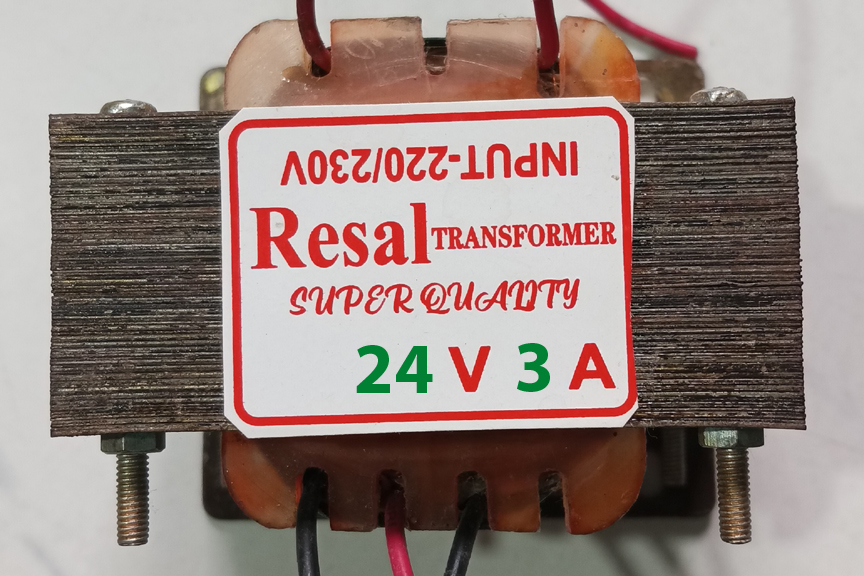 INPUT-220/230V
Resal TRANSFORMER
SUPER QUALITY
24 V 3 A